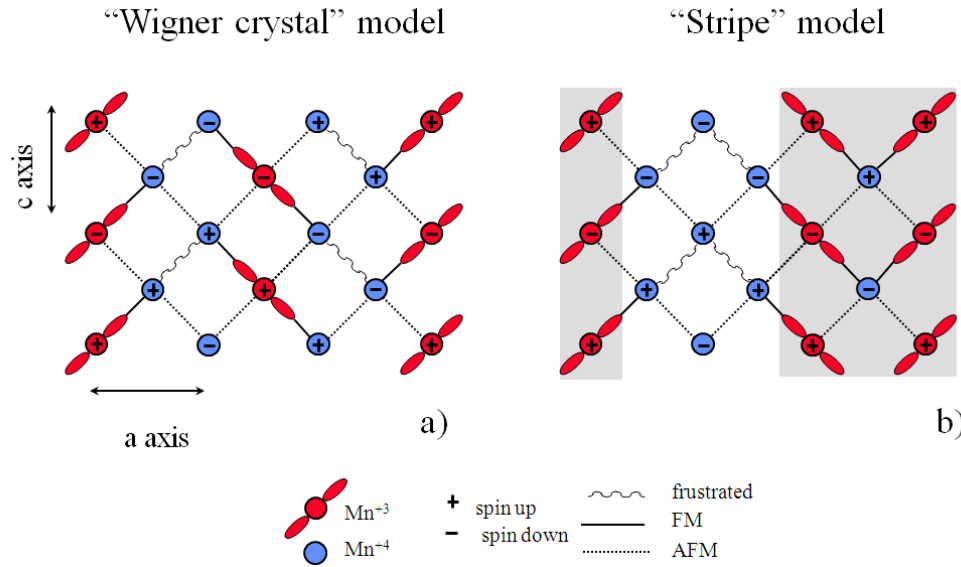 “Wigner crystal” model
“Stripe” model
c axis
a axis
a)
b)
Mn+3
Mn+4
+ spin up
− spin down
frustrated
FM
AFM